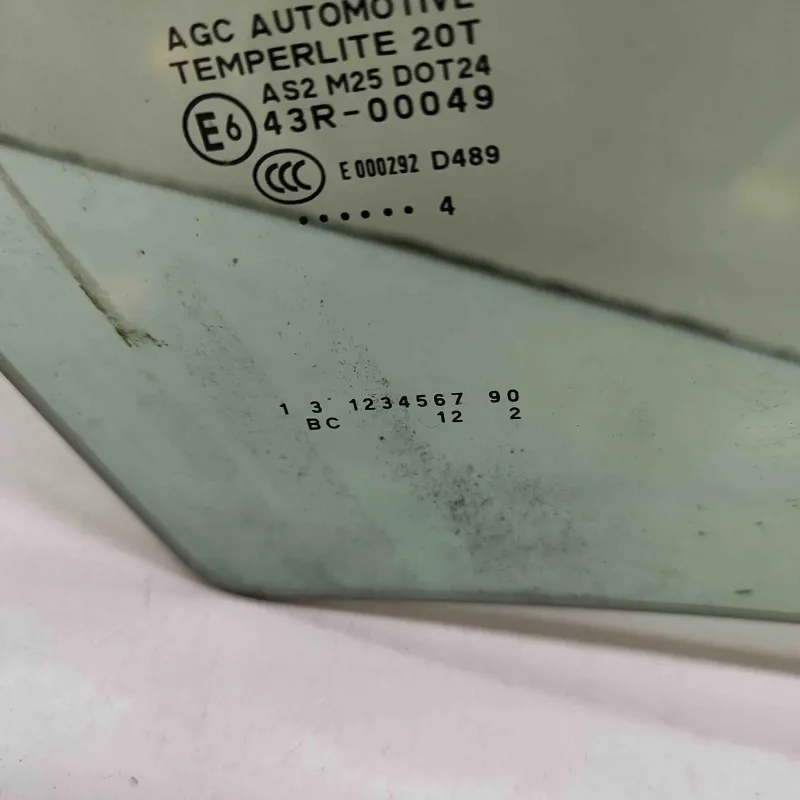 AGC AUTOMOTIVE
TEMPERLITE 20T
AS2 M25 DOT24
E6 43R-00049
CCC E 000292 D489
...... 4
1 3 1234567 90
BC 12 2